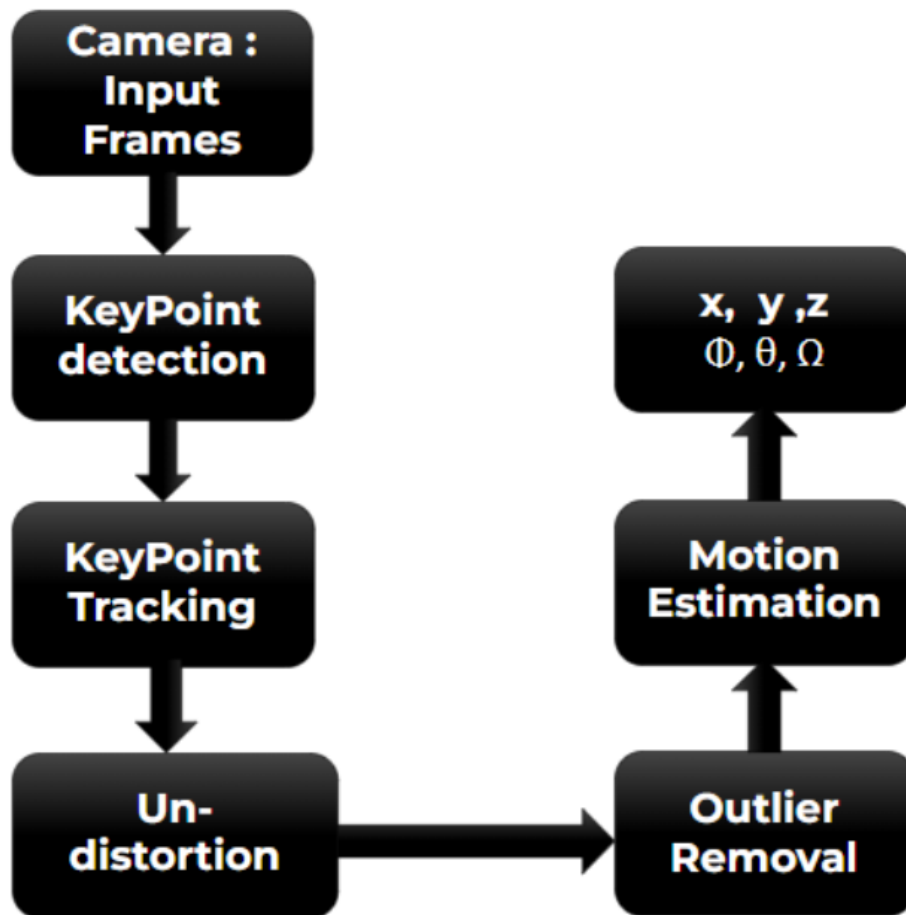 Camera :
Input
Frames
KeyPoint
detection
KeyPoint
Tracking
Un-
distortion
Outlier
Removal
Motion
Estimation
x, y ,z
Φ, θ, Ω